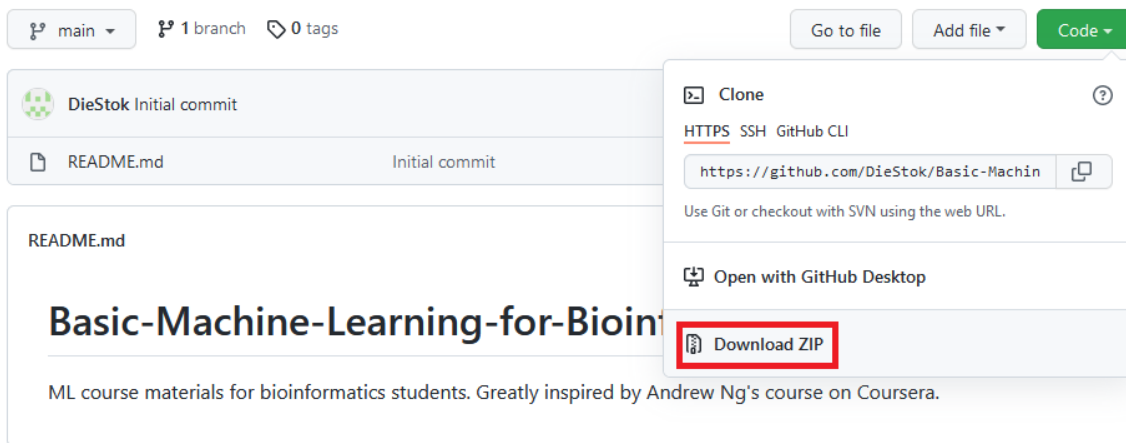 main
1 branch
0 tags
Go to file
Add file
Code
DieStok Initial commit
README.md
Initial commit
Clone
HTTPS SSH GitHub CLI
https://github.com/DieStok/Basic-Machin
Use Git or checkout with SVN using the web URL.
Open with GitHub Desktop
Download ZIP
README.md
Basic-Machine-Learning-for-Bioin
ML course materials for bioinformatics students. Greatly inspired by Andrew Ng's course on Coursera.